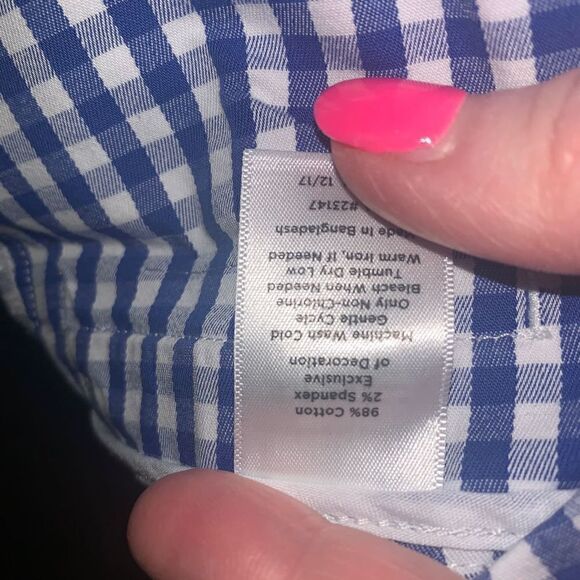 98% Cotton
2% Spandex
Exclusive
of Decoration
Machine Wash Cold
Gentle Cycle
Only Non-Chlorine
Bleach When Needed
Tumble Dry Low
Warm Iron, If Needed
Made In Bangladesh
#23147
12/17